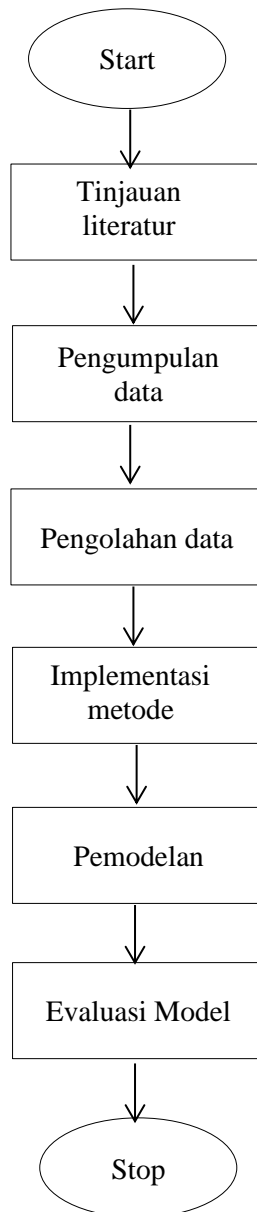 Start
Tinjauan
literatur
Pengumpulan
data
Pengolahan data
Implementasi
metode
Pemodelan
Evaluasi Model
Stop